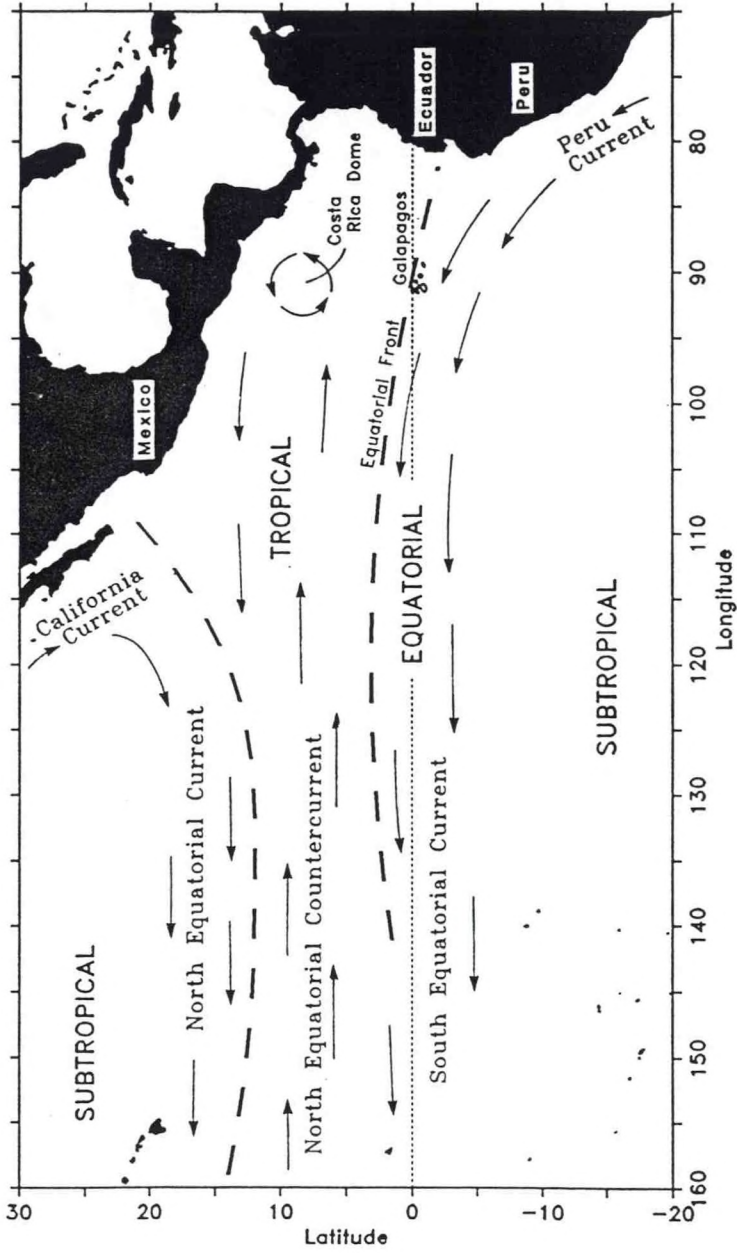 Ecuador
Peru
Peru
Current
Costa
Rica Dome
Galapagos
Equatorial Front
Mexico
TROPICAL
EQUATORIAL
SUBTROPICAL
-California
Current
North Equatorial Current
North Equatorial Countercurrent
South Equatorial Current
SUBTROPICAL
80
90
100
110
120
130
140
150
160
Longitude
30
20
10
0
-10
-20
Latitude